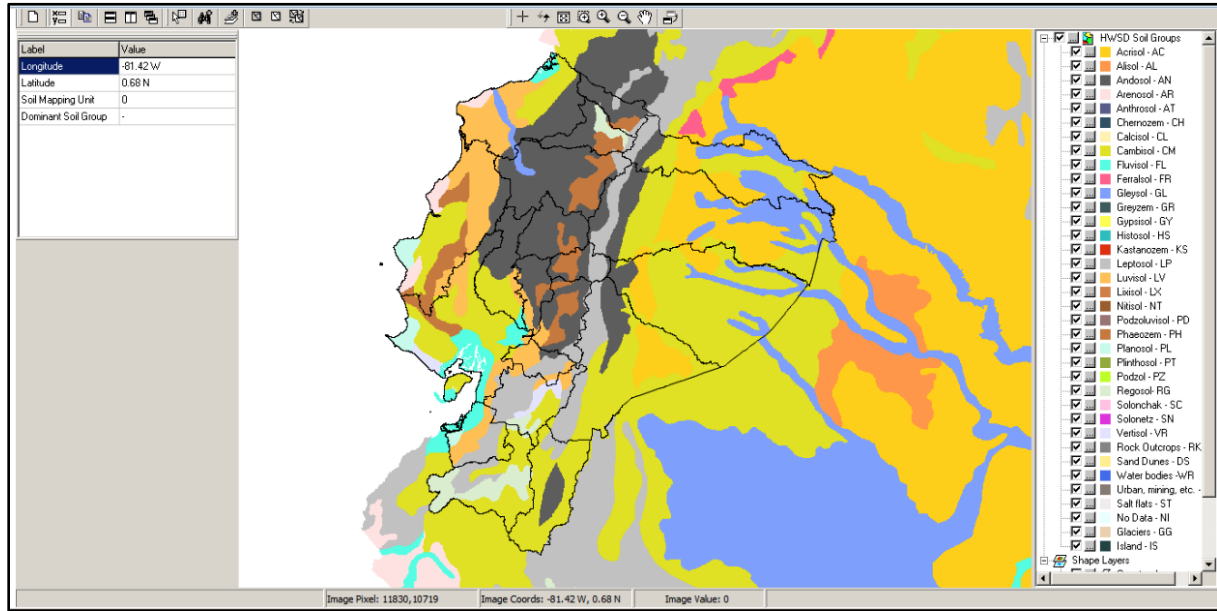 Label Value
Longitude -81.42 W
Latitude 0.68 N
Soil Mapping Unit 0
Dominant Soil Group -
HWSD Soil Groups
Acrisol - AC
Alisol - AL
Andosol - AN
Arenosol - AR
Anthrosol - AT
Chernozem - CH
Calcisol - CL
Cambisol - CM
Fluvisol - FL
Ferralsol - FR
Gleysol - GL
Greyzem - GR
Gypsisol - GY
Histosol - HS
Kastanozem - KS
Leptosol - LP
Luvisol - LV
Lixisol - LX
Nitisol - NT
Podzoluvisol - PD
Phaeozem - PH
Planosol - PL
Plinthosol - PT
Podzol - PZ
Regosol- RG
Solonchak - SC
Solonetz - SN
Vertisol - VR
Rock Outcrops - RK
Sand Dunes - DS
Water bodies -WR
Urban, mining, etc. -
Salt flats - ST
No Data - NI
Glaciers - GG
Island - IS
Shape Layers
Image Pixel: 11830,10719 Image Coords: -81.42 W, 0.68 N Image Value: 0